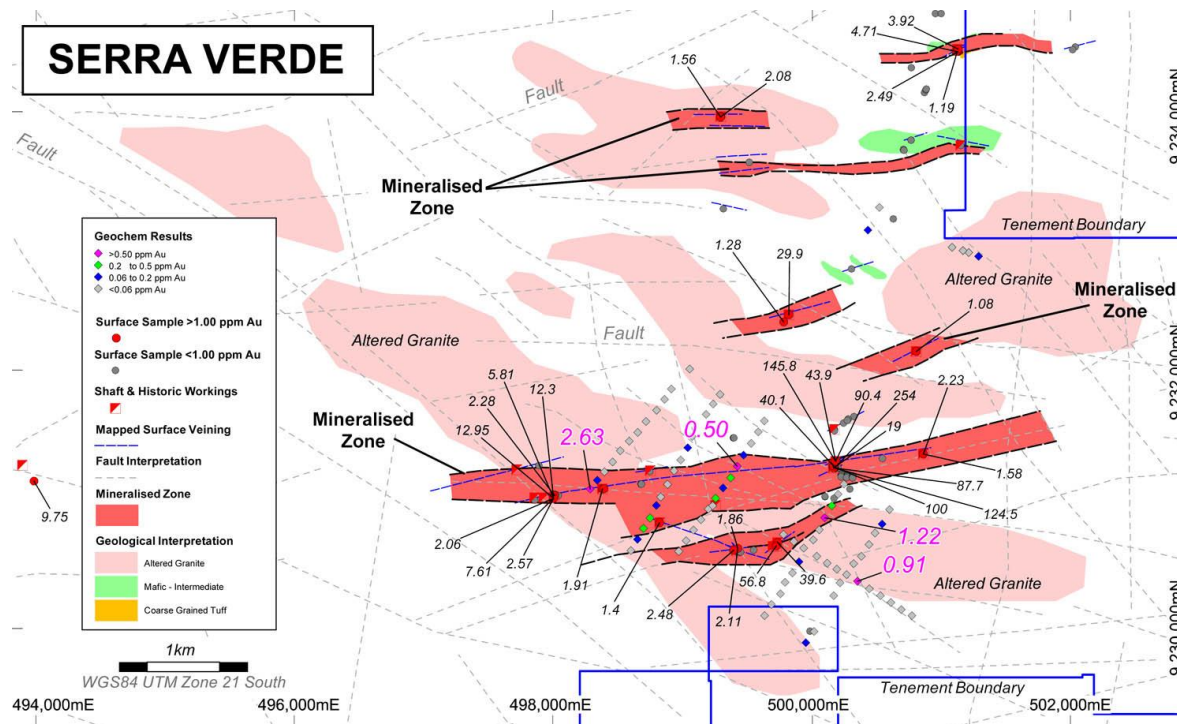 SERRA VERDE
3.92
4.71
2.49
1.19
1.56
2.08
Fault
Fault
9,234,000mN
Mineralised
Zone
Tenement Boundary
Geochem Results
>0.50 ppm Au
0.2 to 0.5 ppm Au
0.06 to 0.2 ppm Au
<0.06 ppm Au
Surface Sample >1.00 ppm Au
Surface Sample <1.00 ppm Au
Shaft & Historic Workings
Mapped Surface Veining
Fault Interpretation
Mineralised Zone
Geological Interpretation
Altered Granite
Mafic - Intermediate
Coarse Grained Tuff
1.28
29.9
Altered Granite
Mineralised
Zone
1.08
Fault
Altered Granite
9,232,000mN
145.8
43.9
90.4
254
2.23
40.1
19
5.81
12.3
2.28
12.95
Mineralised
Zone
2.63
0.50
1.58
87.7
124.5
100
9.75
2.06
7.61
2.57
1.91
1.4
1.86
2.48
2.11
56.8
39.6
1.22
0.91
Altered Granite
9,230,000mN
1km
WGS84 UTM Zone 21 South
Tenement Boundary
494,000mE
496,000mE
498,000mE
500,000mE
502,000mE